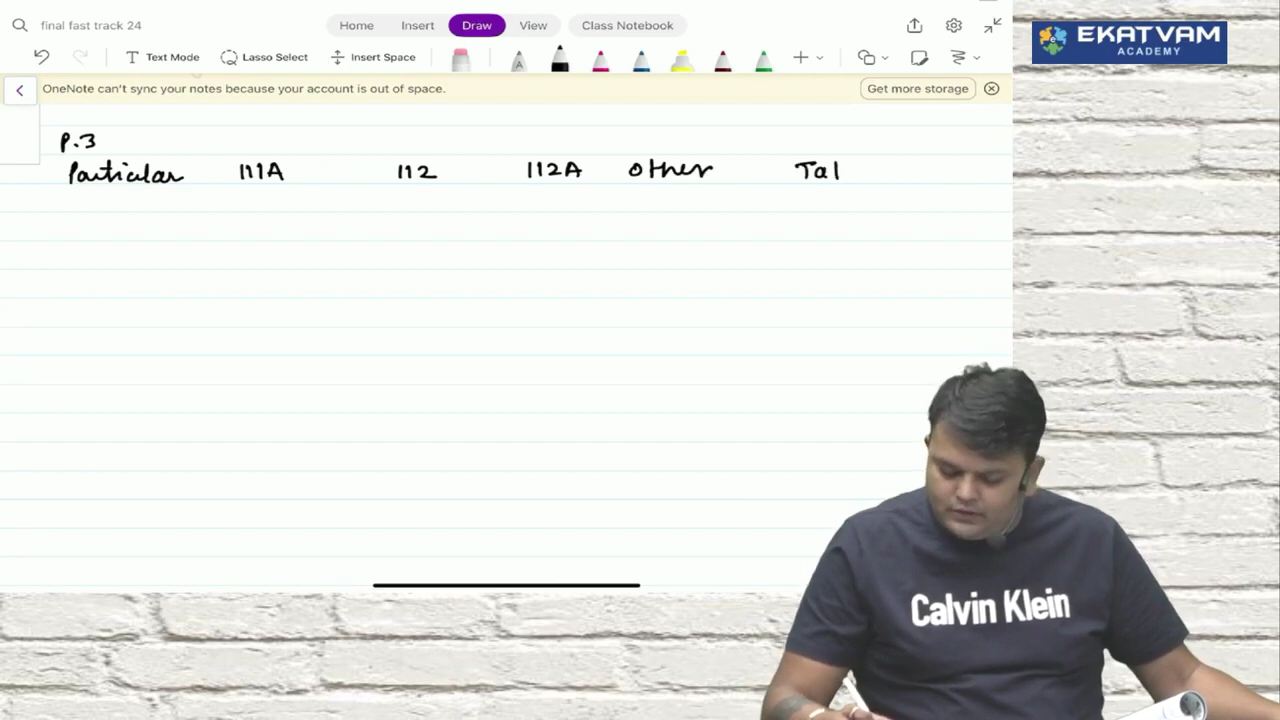 final fast track 24
Home Insert Draw View Class Notebook
EKATVAM
ACADEMY
Text Mode Lasso Select Insert Space
A
OneNote can't sync your notes because your account is out of space. Get more storage
P.3
Particular 111A 112 112A Other Tal
Calvin Klein